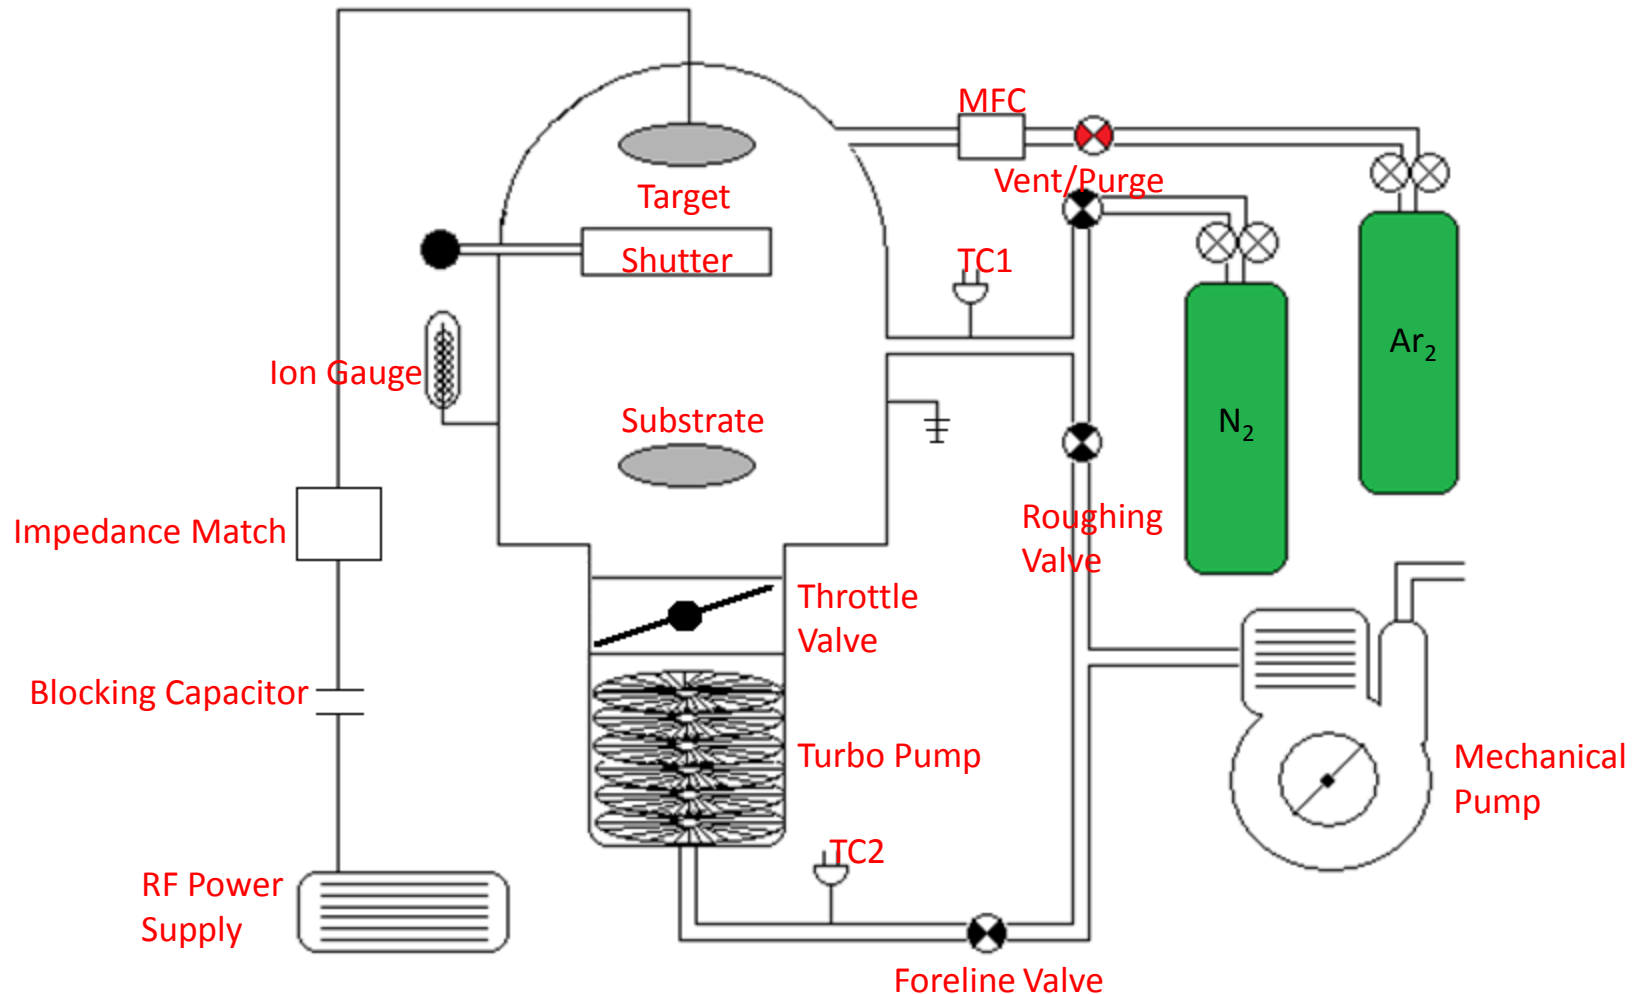 MFC
Vent/Purge
Target
Shutter
TC1
Ion Gauge
Ar₂
Substrate
N₂
Impedance Match
Roughing
Valve
Throttle
Valve
Blocking Capacitor
Turbo Pump
Mechanical
Pump
TC2
RF Power
Supply
Foreline Valve